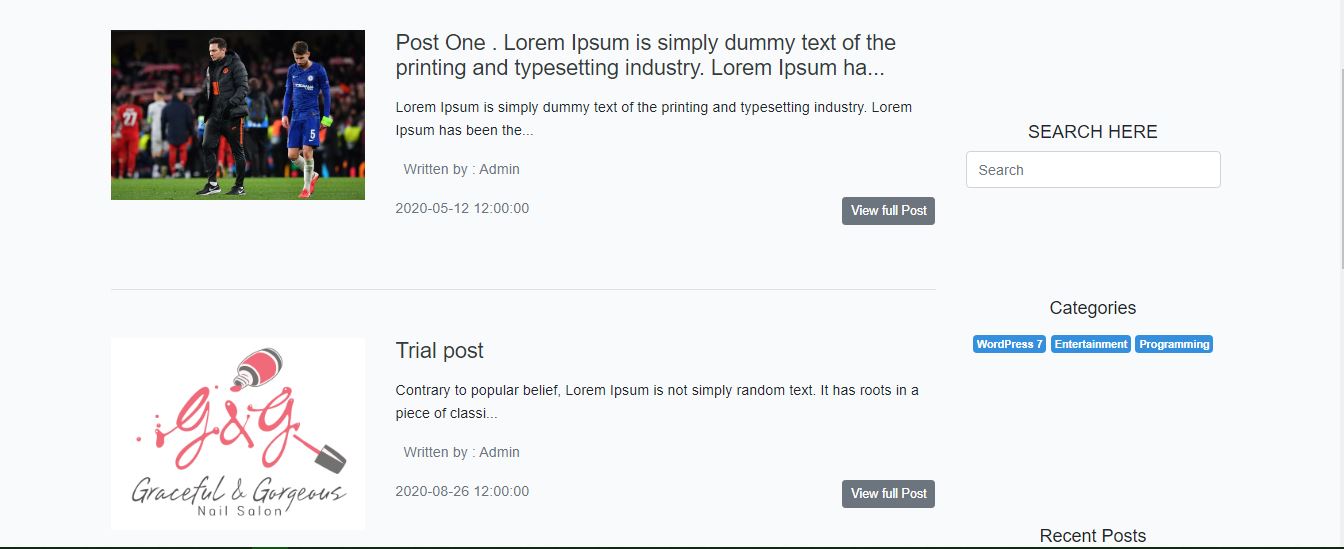 Post One . Lorem Ipsum is simply dummy text of the
printing and typesetting industry. Lorem Ipsum ha...
Lorem Ipsum is simply dummy text of the printing and typesetting industry. Lorem
Ipsum has been the...
Written by : Admin
2020-05-12 12:00:00
View full Post
27
5
SEARCH HERE
Search
Categories
WordPress 7 Entertainment Programming
G&G
Graceful & Gorgeous
Nail Salon
Trial post
Contrary to popular belief, Lorem Ipsum is not simply random text. It has roots in a
piece of classi...
Written by : Admin
2020-08-26 12:00:00
View full Post
Recent Posts